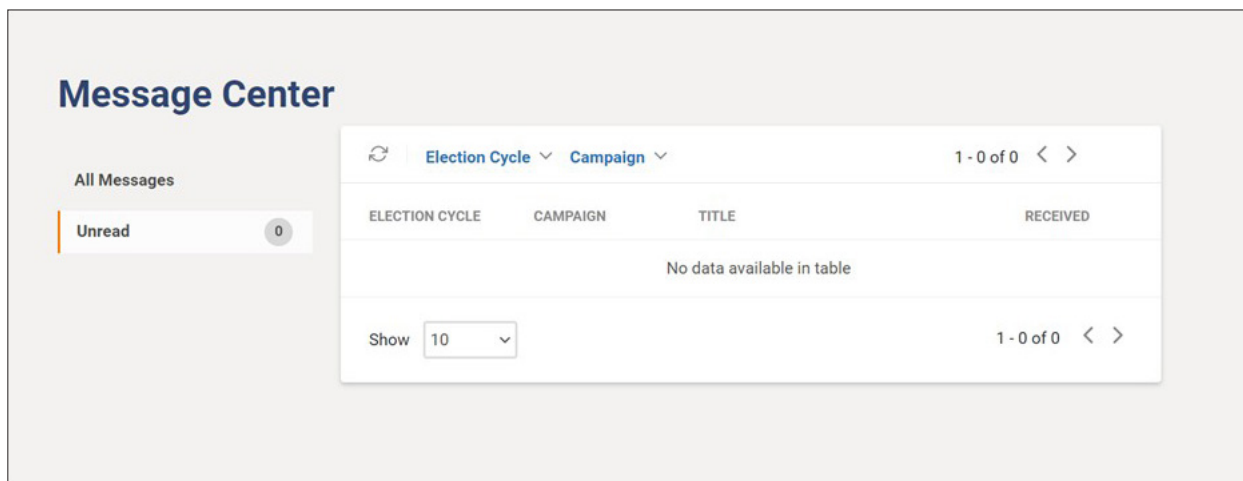 Message Center
All Messages
Unread 0
Election Cycle Campaign 1 - 0 of 0
ELECTION CYCLE CAMPAIGN TITLE RECEIVED
No data available in table
Show 10 1 - 0 of 0